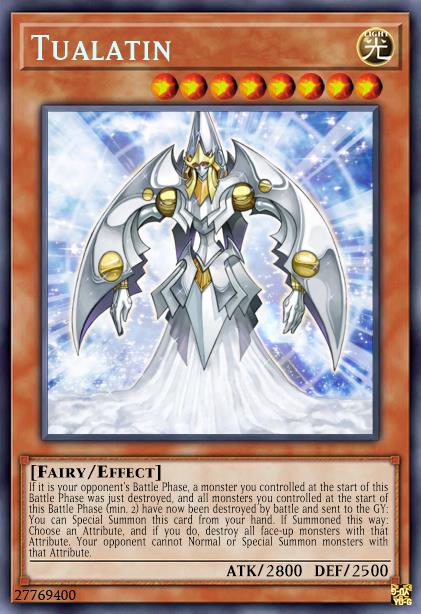 Tualatin
LIGHT
光
[Fairy/Effect]
If it is your opponent's Battle Phase, a monster you controlled at the start of this
Battle Phase was just destroyed, and all monsters you controlled at the start of
this Battle Phase (min. 2) have now been destroyed by battle and sent to the GY:
You can Special Summon this card from your hand. If Summoned this way:
Choose an Attribute, and if you do, destroy all face-up monsters with that
Attribute. Your opponent cannot Normal or Special Summon monsters with
that Attribute.
ATK/2800 DEF/2500
27769400